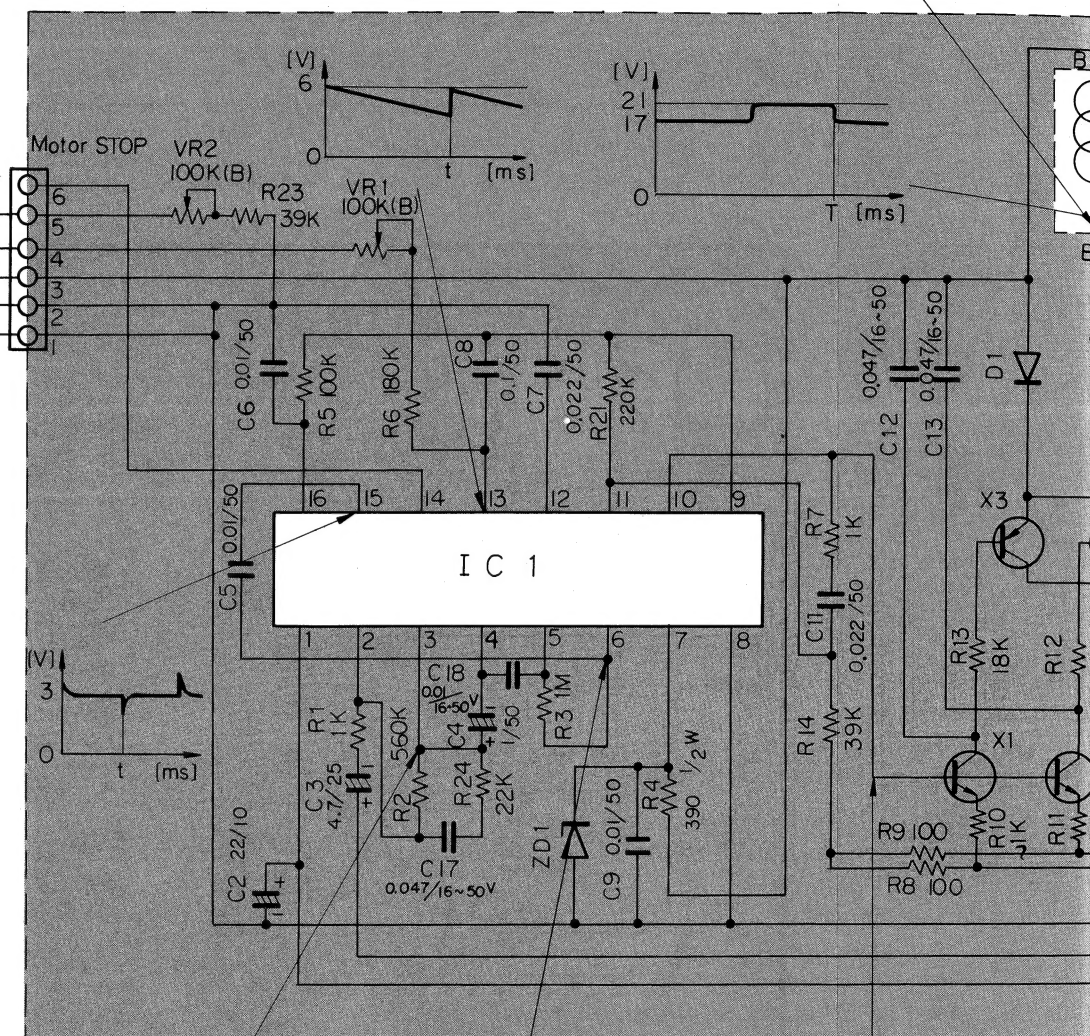 [V]
6
0
t
[ms]
[V]
21
17
0
T [ms]
B
Motor STOP
VR2
100K(B)
R23
39K
VR1
100K(B)
6
5
4
3
2
1
C6 0.01/50
R5 100K
R6 180K
C8
0.1/50
C7
0.022/50
R21
220K
0.047/16~50
C12
0.047/16~50
C13
D1
X3
16
15
14
13
12
11
10
9
IC 1
C5 0.01/50
R7
1K
C11
0.022/50
1
2
3
4
5
6
7
8
[V]
3
0
t
[ms]
R1
1K
C3
4.7/25
560K
R2
C18
0.01
/16~50V
C4
1/50
R24
22K
R3 1M
C17
0.047/16~50V
C2 22/10
ZD1
C9 0.01/50
R4
390
1/2W
R14
39K
R13
18K
R12
X1
R10
1K
R11
R9 100
R8 100